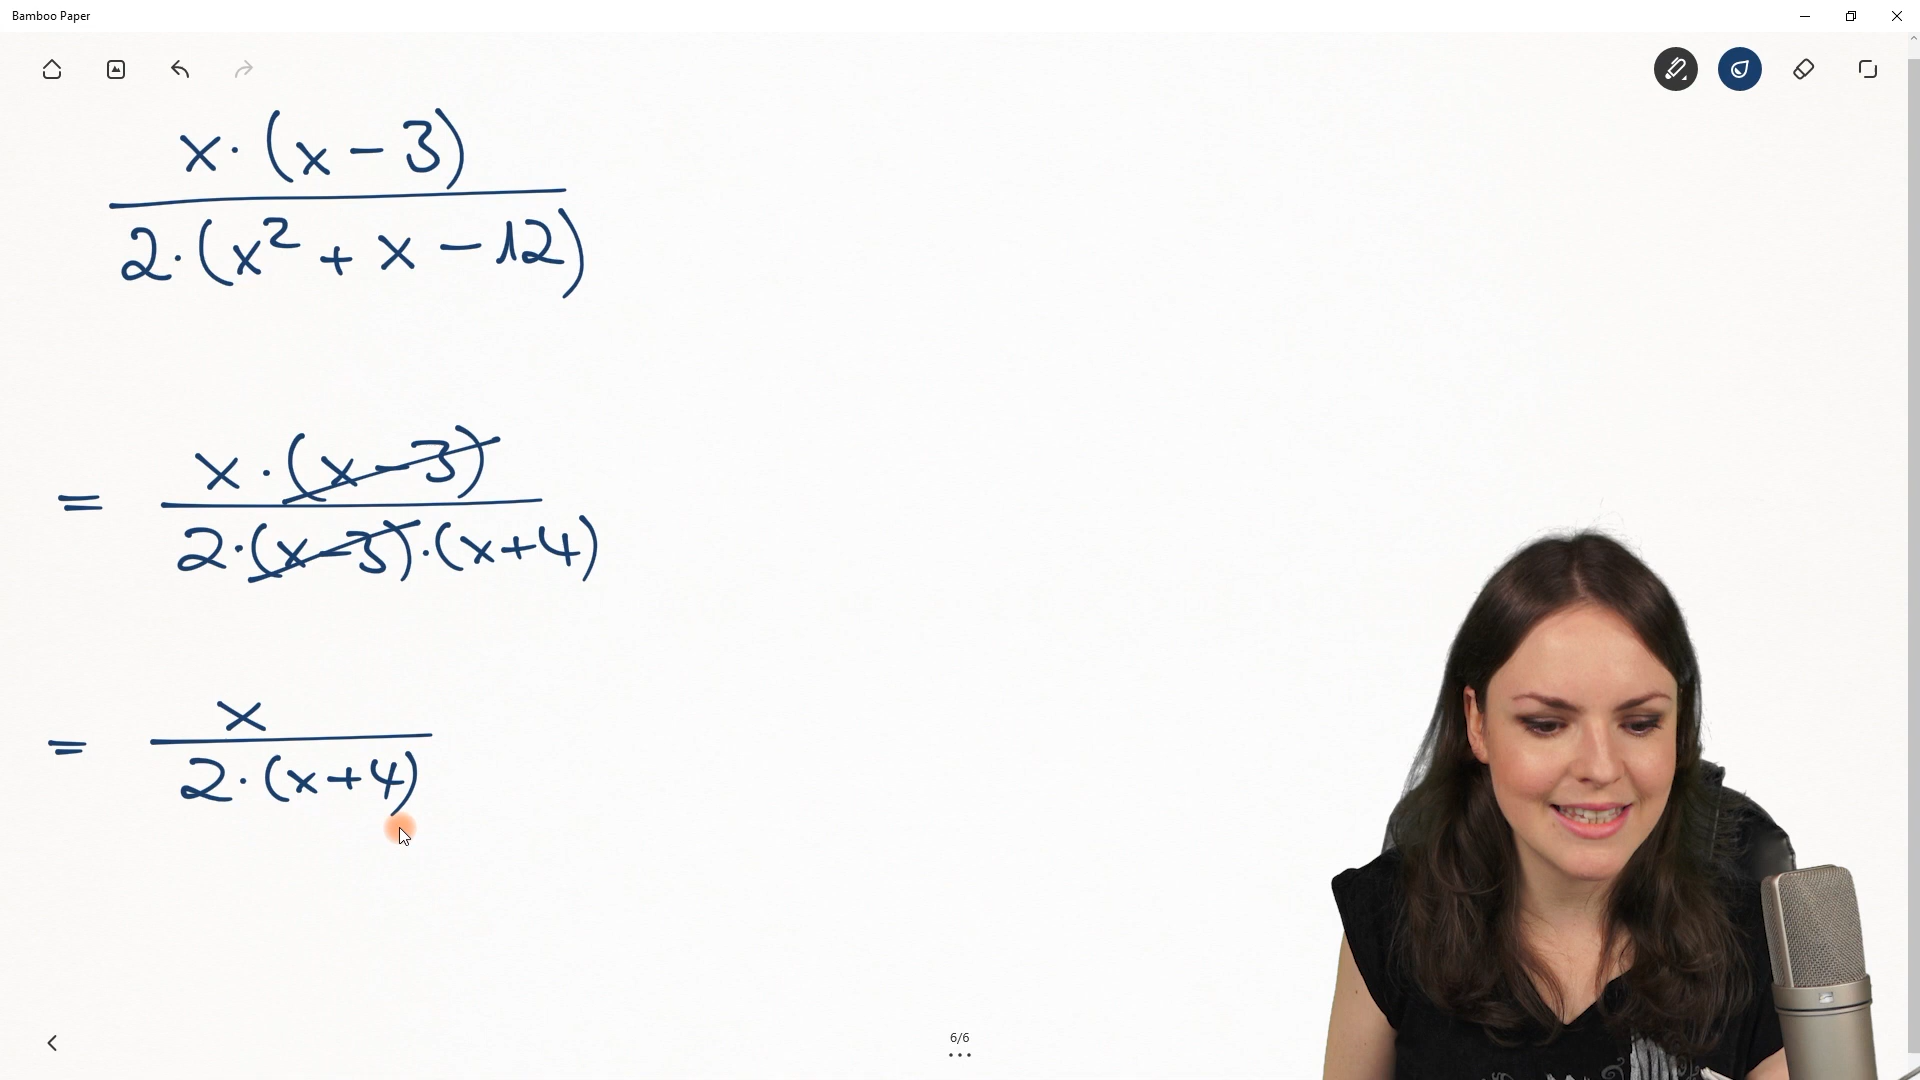 Bamboo Paper
x · (x − 3)
2 · (x² + x − 12)
= x · (x − 3)
2 · (x − 3) · (x + 4)
= x
2 · (x + 4)
6/6